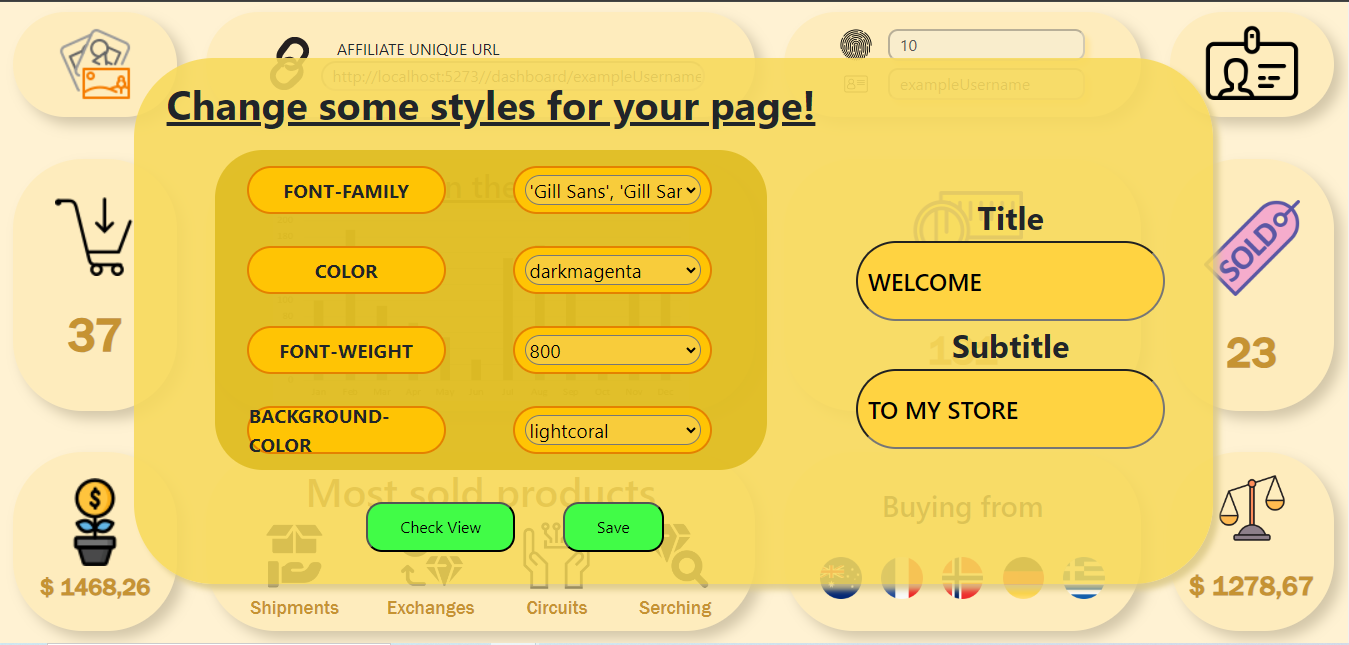 AFFILIATE UNIQUE URL
http://localhost:5273//dashboard/exampleUsername
10
exampleUsername
Change some styles for your page!
FONT-FAMILY
'Gill Sans', 'Gill Sar
COLOR
darkmagenta
FONT-WEIGHT
800
BACKGROUND-
COLOR
lightcoral
Title
WELCOME
Subtitle
TO MY STORE
37
SOLD
23
Most sold products
Buying from
Check View
Save
$ 1468,26
Shipments
Exchanges
Circuits
Serching
$ 1278,67